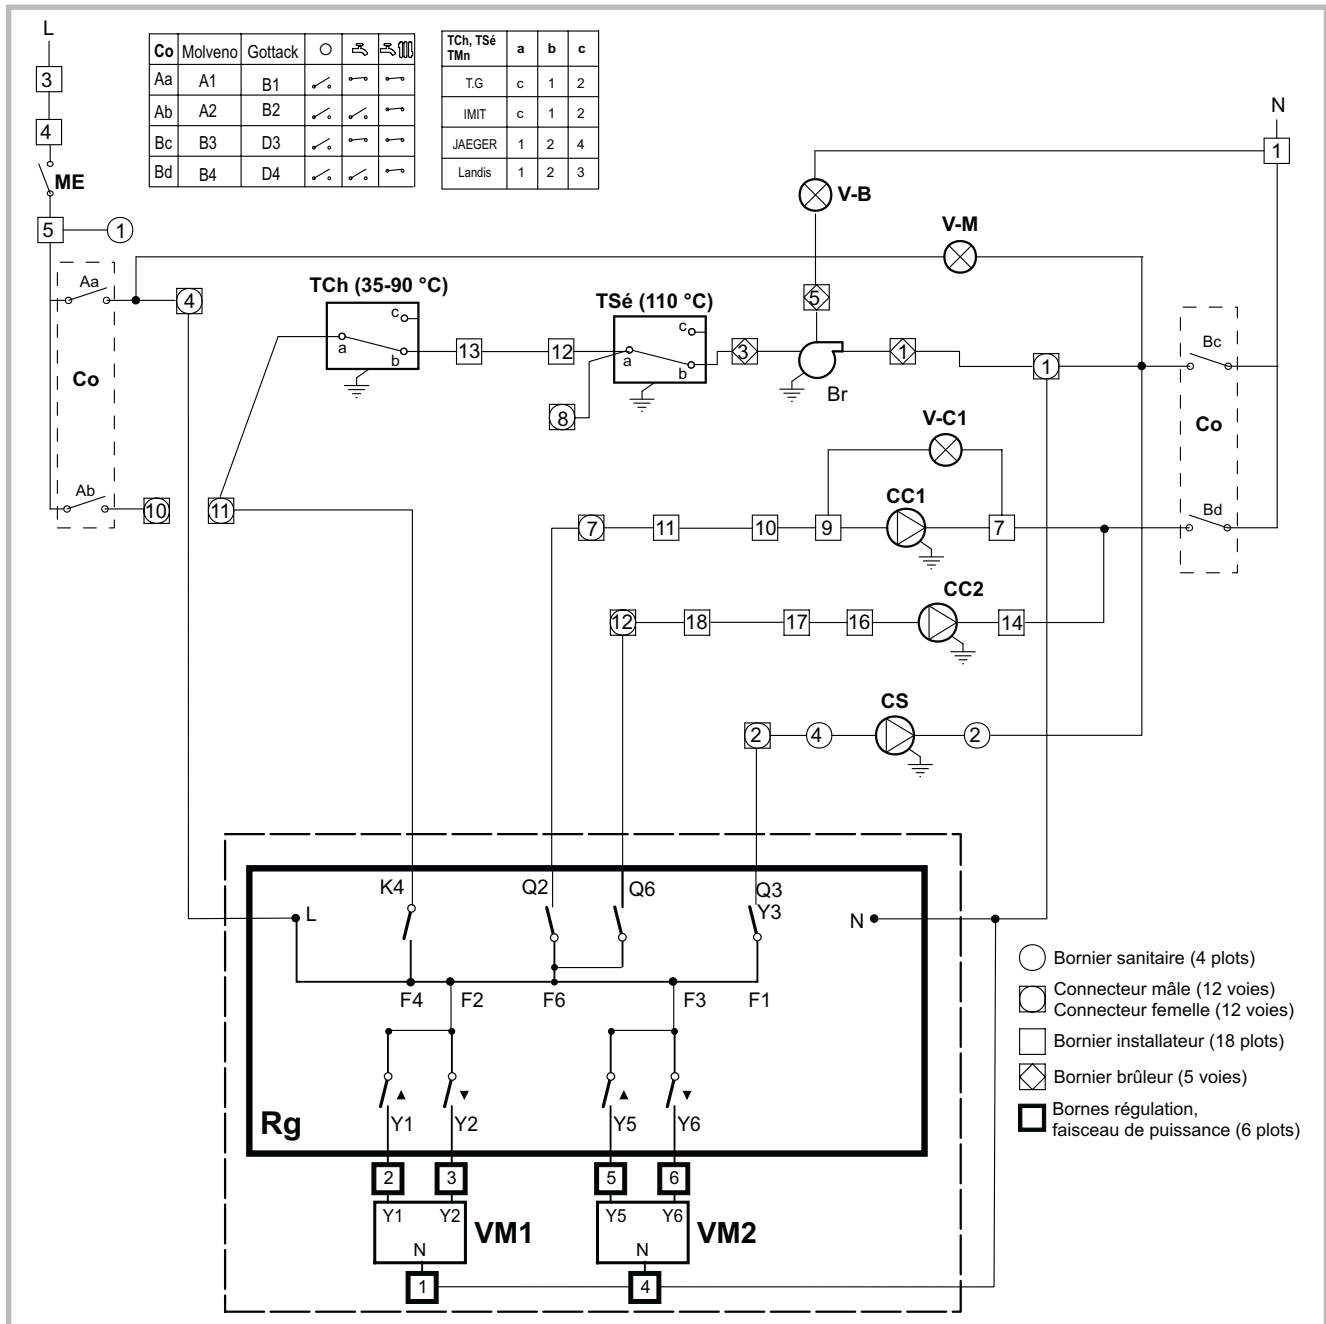 L
3
4
ME
5
1
Co Molveno Gottack
Aa A1 B1
Ab A2 B2
Bc B3 D3
Bd B4 D4
TCh, TSé a b c
TMn
T.G c 1 2
IMIT c 1 2
JAEGER 1 2 4
Landis 1 2 3
N
1
V-B
V-M
Aa
4
TCh (35-90 °C)
c
a
b
13
12
TSé (110 °C)
c
a
b
8
3
5
1
Br
1
Bc
Co
Co
V-C1
CC1
Ab
10
11
7
11
10
9
7
Bd
CC2
12
18
17
16
14
CS
2
4
2
K4
Q2
Q6
Q3
Y3
L
N
F4
F2
F6
F3
F1
Y1
Y2
Y5
Y6
Rg
2
3
5
6
Y1 Y2
N
VM1
Y5 Y6
N
VM2
1
4
Bornier sanitaire (4 plots)
Connecteur mâle (12 voies)
Connecteur femelle (12 voies)
Bornier installateur (18 plots)
Bornier brûleur (5 voies)
Bornes régulation,
faisceau de puissance (6 plots)